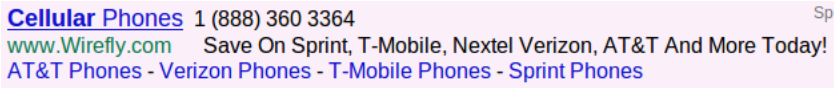 Cellular Phones 1 (888) 360 3364 Sp
www.Wirefly.com Save On Sprint, T-Mobile, Nextel Verizon, AT&T And More Today!
AT&T Phones - Verizon Phones - T-Mobile Phones - Sprint Phones